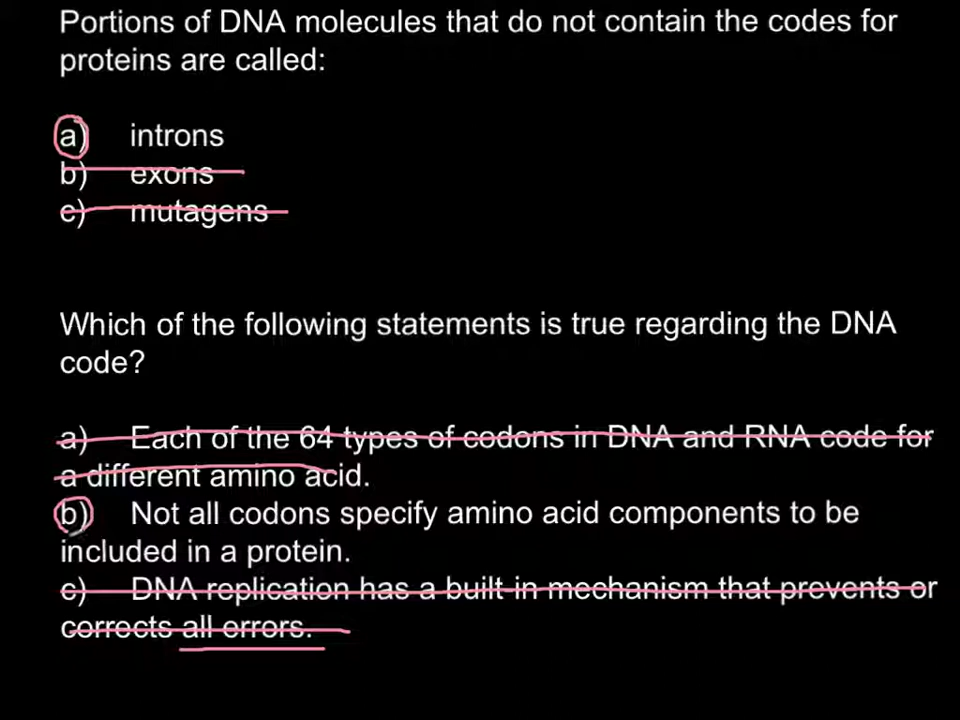 Portions of DNA molecules that do not contain the codes for
proteins are called:
a) introns
b) exons
c) mutagens
Which of the following statements is true regarding the DNA
code?
a) Each of the 64 types of codons in DNA and RNA code for
a different amino acid.
b) Not all codons specify amino acid components to be
included in a protein.
c) DNA replication has a built-in mechanism that prevents or
corrects all errors.